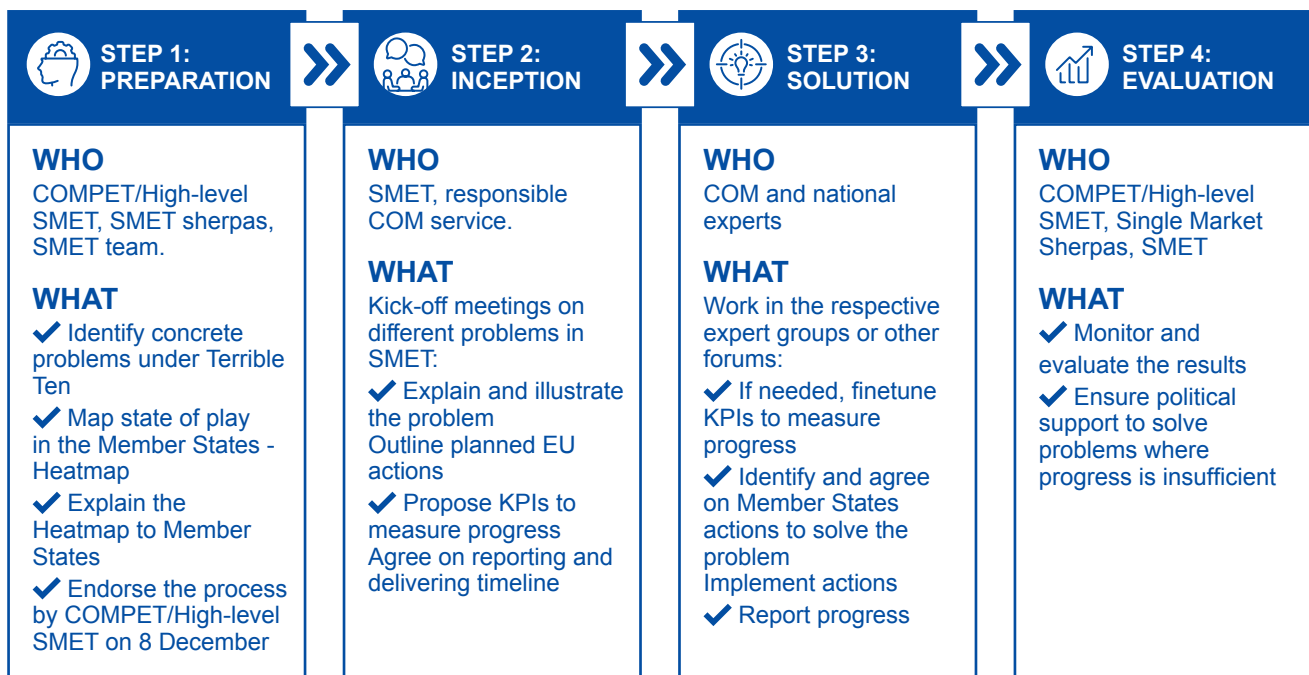 STEP 1:
PREPARATION
WHO
COMPET/High-level
SMET, SMET sherpas,
SMET team.
WHAT
✔ Identify concrete
problems under Terrible
Ten
✔ Map state of play
in the Member States -
Heatmap
✔ Explain the
Heatmap to Member
States
✔ Endorse the process
by COMPET/High-level
SMET on 8 December
STEP 2:
INCEPTION
WHO
SMET, responsible
COM service.
WHAT
Kick-off meetings on
different problems in
SMET:
✔ Explain and illustrate
the problem
Outline planned EU
actions
✔ Propose KPIs to
measure progress
Agree on reporting and
delivering timeline
STEP 3:
SOLUTION
WHO
COM and national
experts
WHAT
Work in the respective
expert groups or other
forums:
✔ If needed, finetune
KPIs to measure
progress
✔ Identify and agree
on Member States
actions to solve the
problem
Implement actions
✔ Report progress
STEP 4:
EVALUATION
WHO
COMPET/High-level
SMET, Single Market
Sherpas, SMET
WHAT
✔ Monitor and
evaluate the results
✔ Ensure political
support to solve
problems where
progress is insufficient